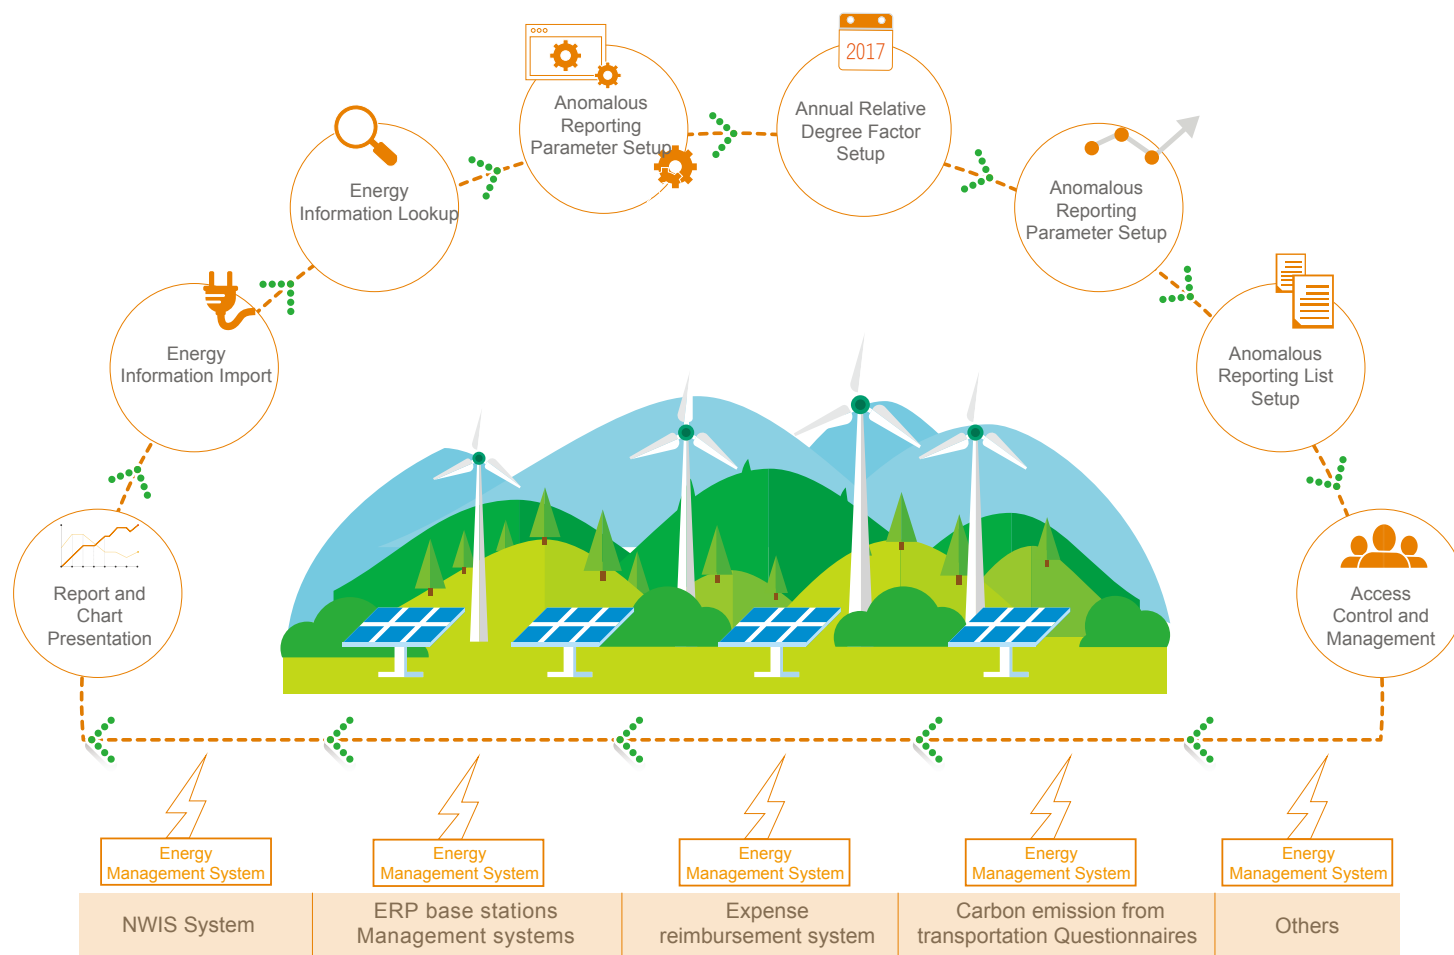 2017
Anomalous
Reporting
Parameter Setup
Annual Relative
Degree Factor
Setup
Energy
Information Lookup
Anomalous
Reporting
Parameter Setup
Energy
Information Import
Anomalous
Reporting List
Setup
Report and
Chart
Presentation
Access
Control and
Management
Energy
Management System
Energy
Management System
Energy
Management System
Energy
Management System
Energy
Management System
NWIS System
ERP base stations
Management systems
Expense
reimbursement system
Carbon emission from
transportation Questionnaires
Others